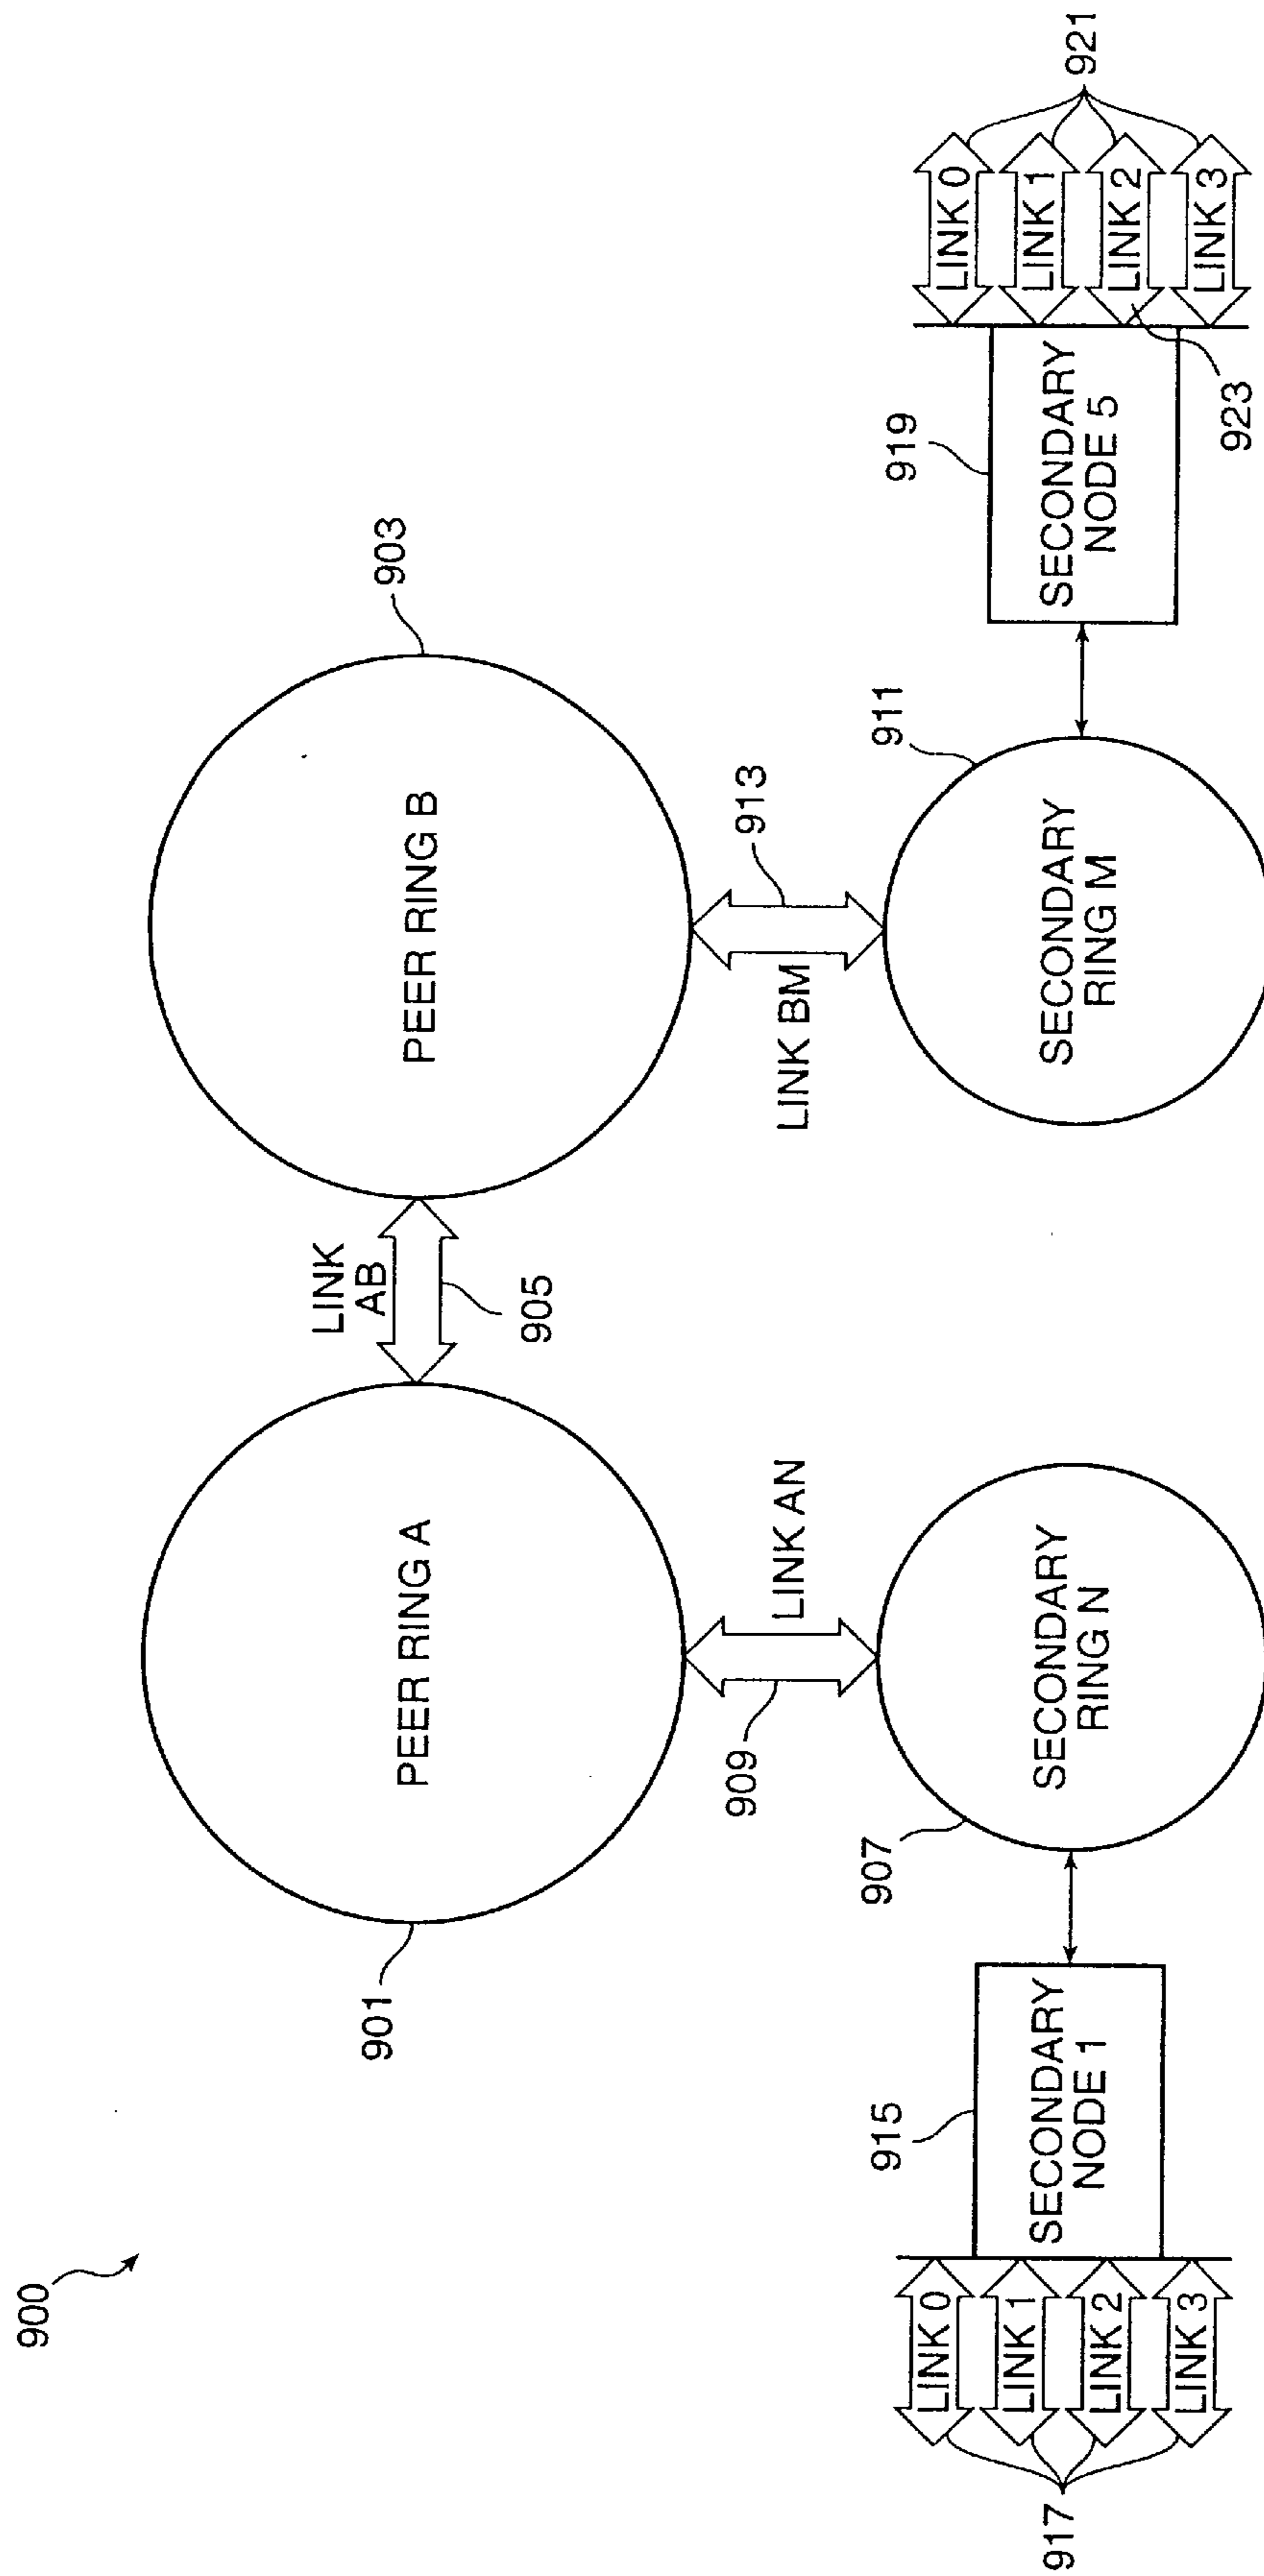 900
901
PEER RING A
LINK
AB
905
PEER RING B
903
909
LINK AN
LINK BM
913
917
LINK 0
LINK 1
LINK 2
LINK 3
915
SECONDARY
NODE 1
907
SECONDARY
RING N
SECONDARY
RING M
911
919
SECONDARY
NODE 5
LINK 0
LINK 1
LINK 2
LINK 3
921
923